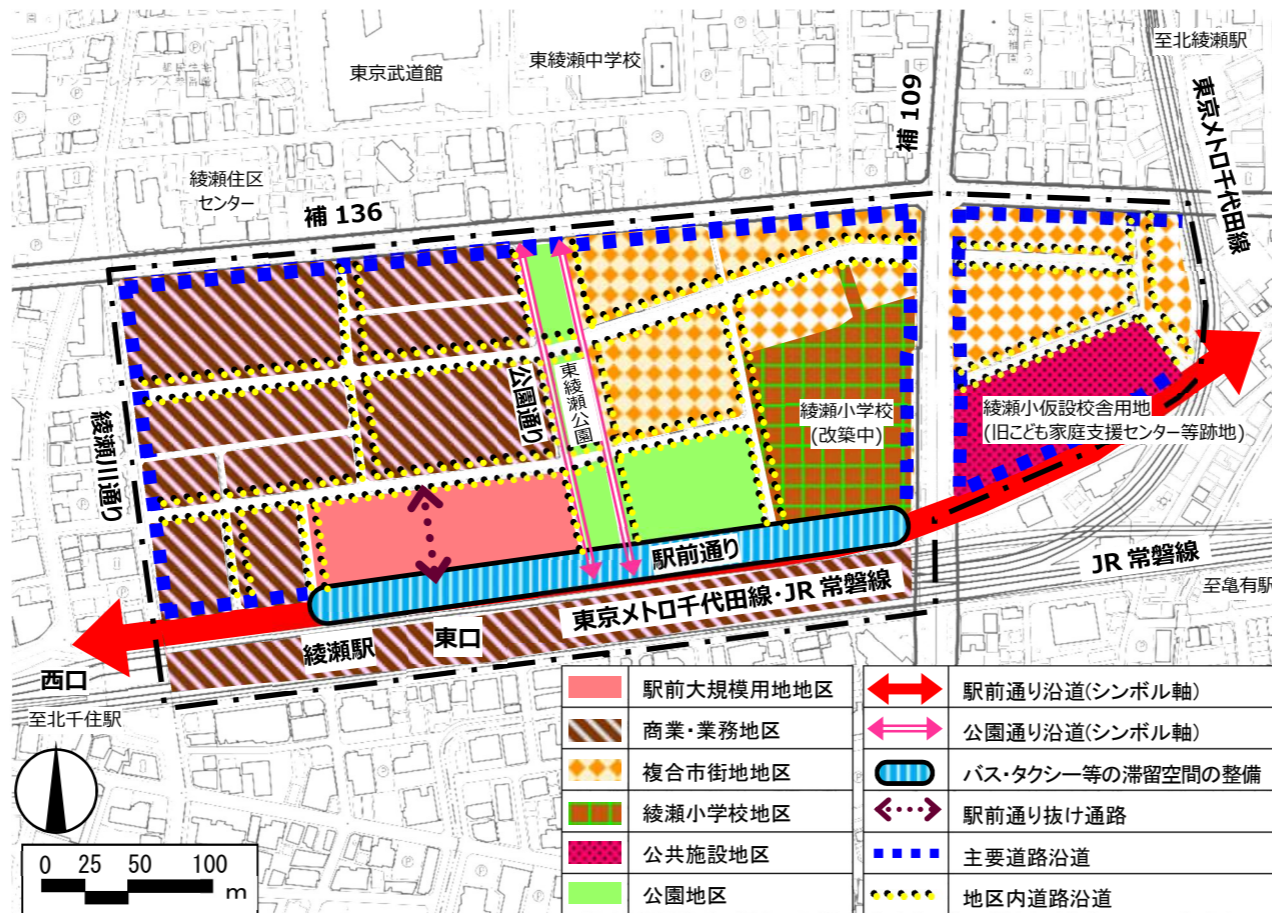 東京武道館
東綾瀬中学校
至北綾瀬駅
東京メトロ千代田線
補 109
綾瀬住区
センター
補 136
公園通り
東綾瀬公園
綾瀬小学校
(改築中)
綾瀬小仮設校舎用地
(旧こども家庭支援センター等跡地)
綾瀬川通り
駅前通り
JR 常磐線
東京メトロ千代田線・JR 常磐線
至亀有駅
綾瀬駅
東口
西口
至北千住駅
駅前大規模用地地区
商業・業務地区
複合市街地地区
綾瀬小学校地区
公共施設地区
公園地区
駅前通り沿道(シンボル軸)
公園通り沿道(シンボル軸)
バス・タクシー等の滞留空間の整備
駅前通り抜け通路
主要道路沿道
地区内道路沿道
0 25 50 100
m